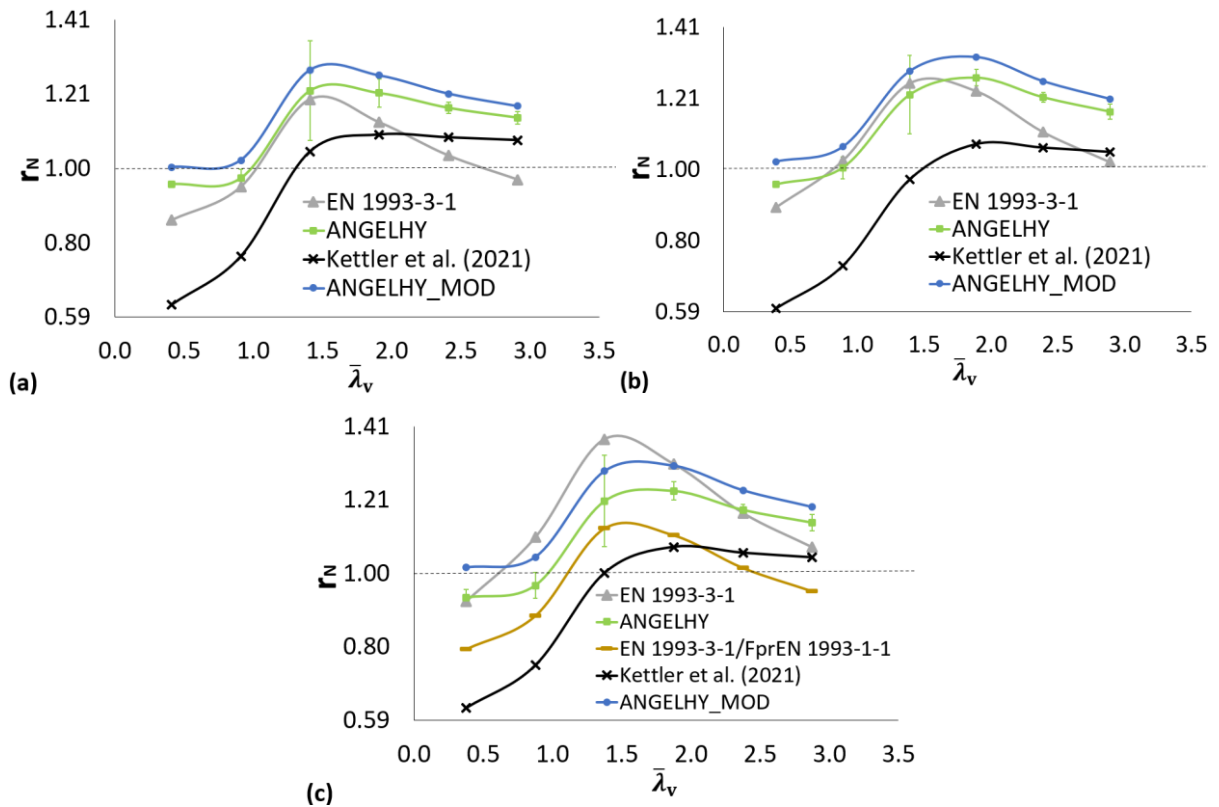 1.41
1.21
1.00
0.80
0.59
rN
EN 1993-3-1
ANGELHY
Kettler et al. (2021)
ANGELHY_MOD
0.0 0.5 1.0 1.5 2.0 2.5 3.0 3.5
λ̄v
(a)
1.41
1.21
1.00
0.80
0.59
rN
EN 1993-3-1
ANGELHY
Kettler et al. (2021)
ANGELHY_MOD
0.0 0.5 1.0 1.5 2.0 2.5 3.0 3.5
λ̄v
(b)
1.41
1.21
1.00
0.80
0.59
rN
EN 1993-3-1
ANGELHY
EN 1993-3-1/FprEN 1993-1-1
Kettler et al. (2021)
ANGELHY_MOD
0.0 0.5 1.0 1.5 2.0 2.5 3.0 3.5
λ̄v
(c)